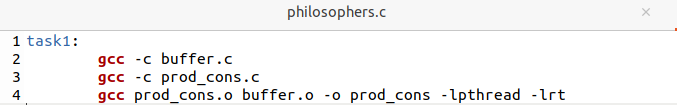 philosophers.c ×
1 task1:
2 gcc -c buffer.c
3 gcc -c prod_cons.c
4 gcc prod_cons.o buffer.o -o prod_cons -lpthread -lrt